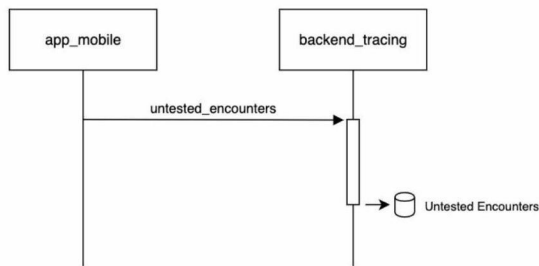 app_mobile
backend_tracing
untested_encounters
Untested Encounters